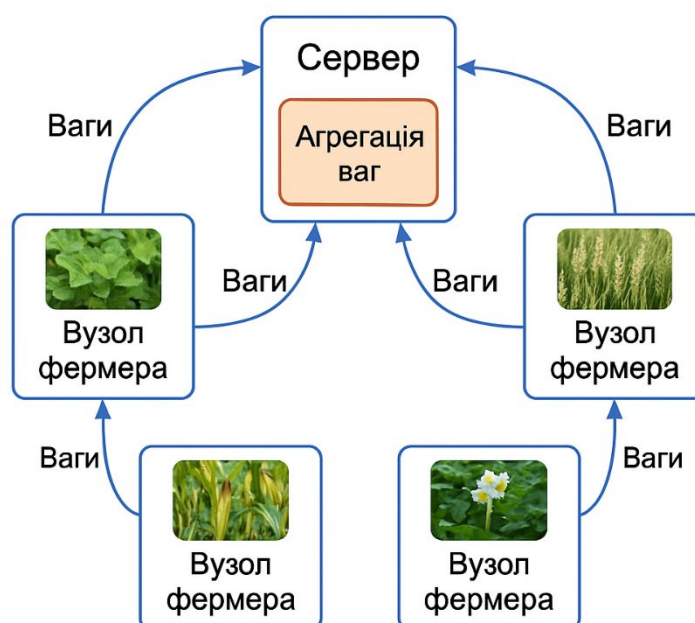 Сервер
Агрегація
ваг
Ваги
Ваги
Ваги
Ваги
Вузол
фермера
Вузол
фермера
Ваги
Ваги
Вузол
фермера
Вузол
фермера